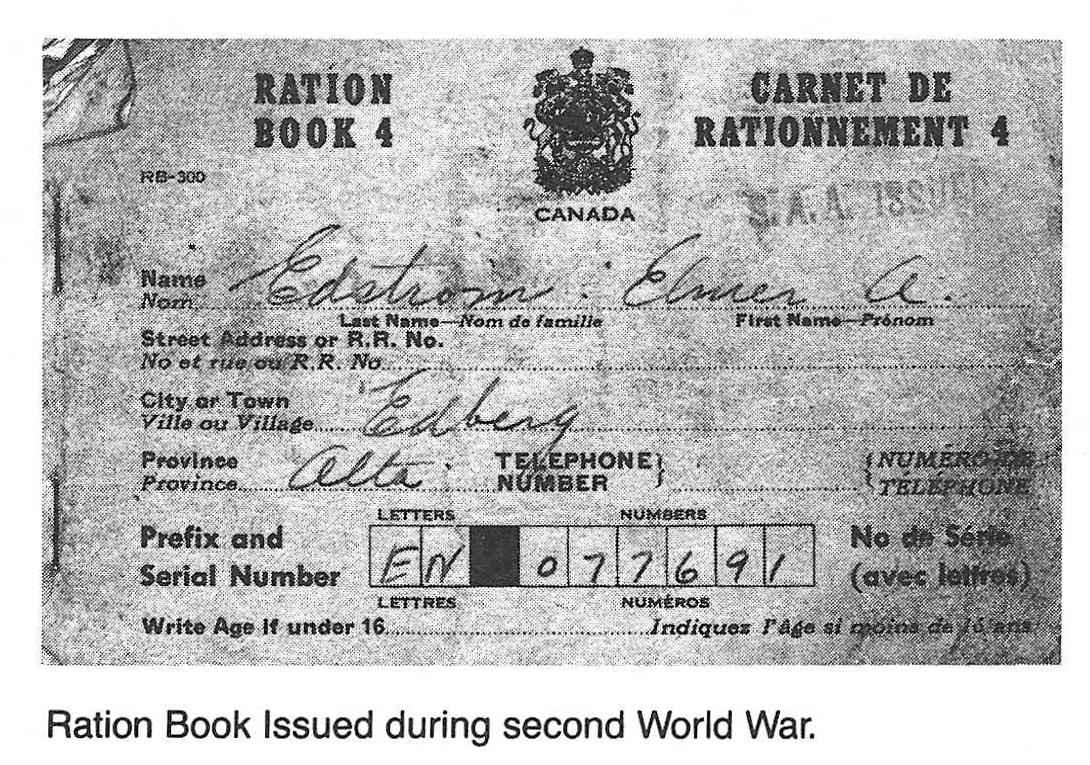 RATION
BOOK 4
CARNET DE
RATIONNEMENT 4
RB-300
CANADA
Name Edstrom Elmer A.
Nom
Last Name—Nom de famille First Name—Prénom
Street Address or R.R. No.
No et rue ou R.R. No
City or Town Edberg
Ville ou Village
Province Alta. TELEPHONE NUMÉRO DE
Province NUMBER TÉLÉPHONE
LETTERS NUMBERS
Prefix and No de Série
EN 077691
Serial Number (avec lettres)
LETTRES NUMÉROS
Write Age if under 16 Indiquez l'âge si moins de 16 ans
Ration Book Issued during second World War.